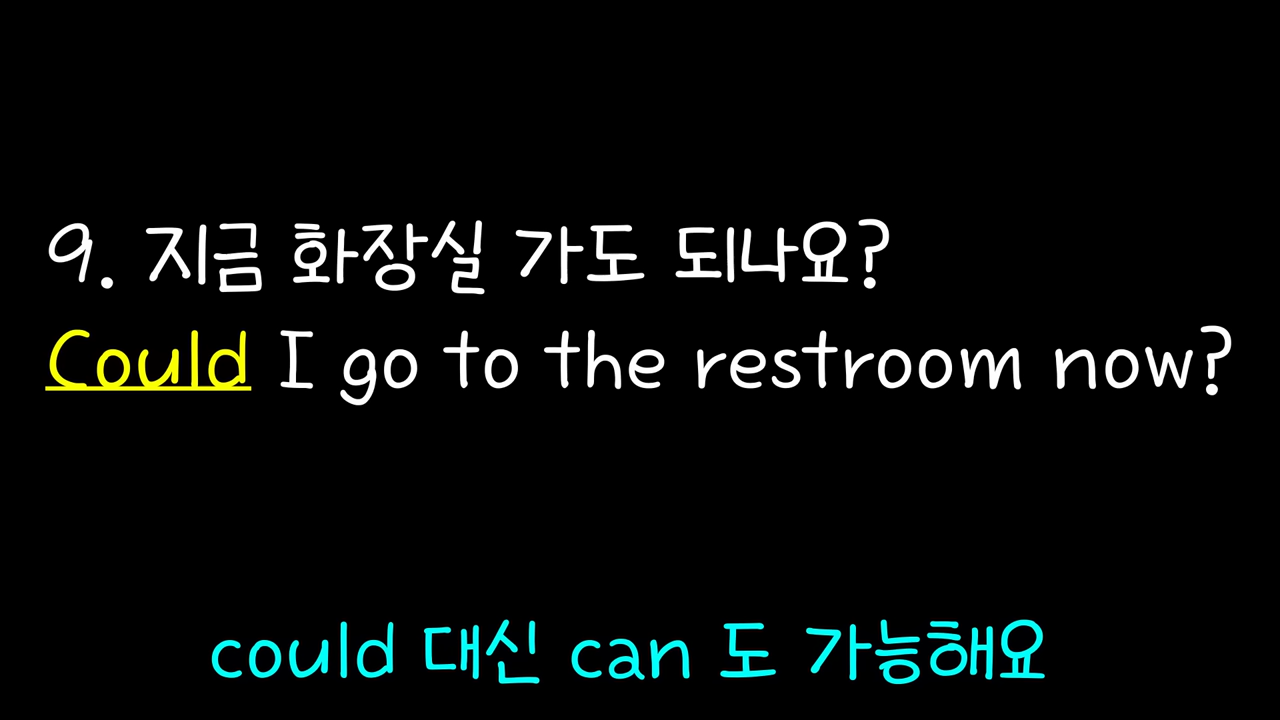 9. 지금 화장실 가도 되나요?
Could I go to the restroom now?
could 대신 can 도 가능해요